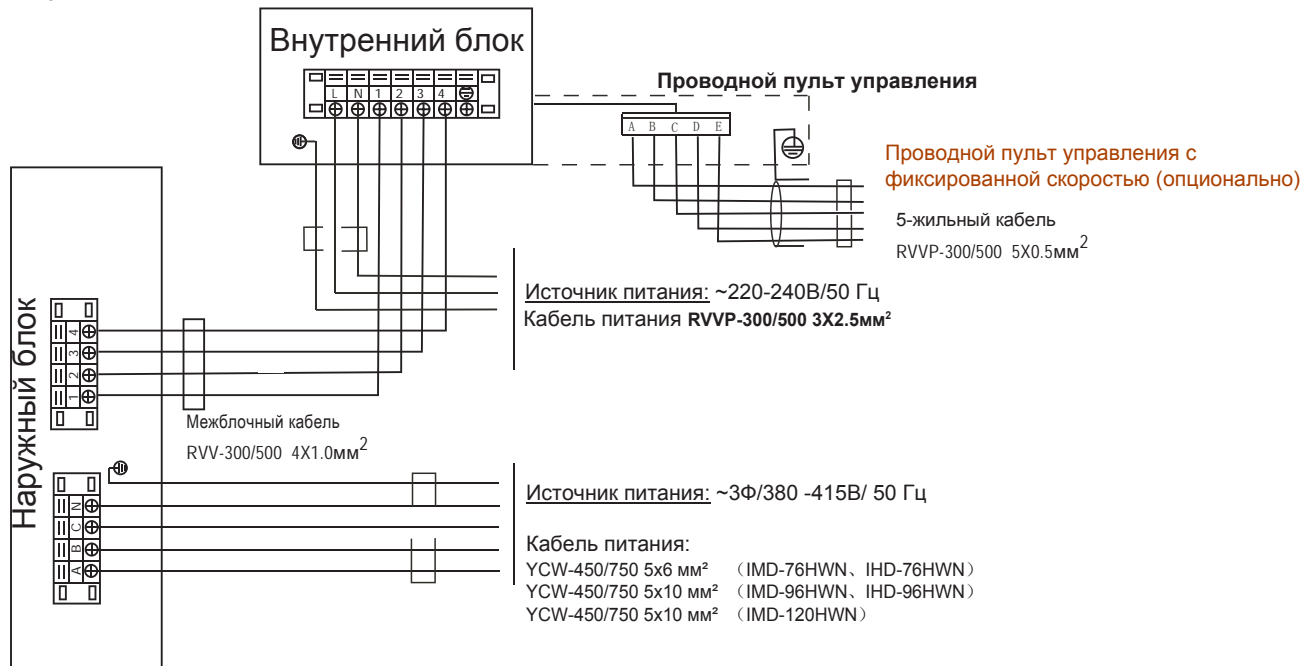 Внутренний блок
L N 1 2 3 4
Проводной пульт управления
A B C D E
Проводной пульт управления с
фиксированной скоростью (опционально)
5-жильный кабель
RVVP-300/500 5X0.5мм²
Источник питания: ~220-240В/50 Гц
Кабель питания RVVP-300/500 3X2.5мм²
Наружный блок
4
3
2
1
Межблочный кабель
RVV-300/500 4X1.0мм²
N
C
B
A
Источник питания: ~3Ф/380 -415В/ 50 Гц
Кабель питания:
YCW-450/750 5x6 мм² （IMD-76HWN、IHD-76HWN）
YCW-450/750 5x10 мм² （IMD-96HWN、IHD-96HWN）
YCW-450/750 5x10 мм² （IMD-120HWN）